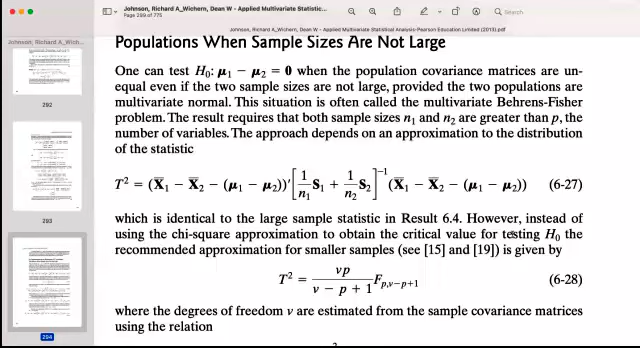 Johnson, Richard A_Wichern, Dean W - Applied Multivariate Statistic...
Page 299 of 775
Search
Johnson, Richard A_Wichern, Dean W - Applied Multivariate Statistical Analysis-Pearson Education Limited (2013).pdf
Johnson, Richard A_Wich...
292
293
294
Populations When Sample Sizes Are Not Large
One can test H₀: μ₁ − μ₂ = 0 when the population covariance matrices are un-
equal even if the two sample sizes are not large, provided the two populations are
multivariate normal. This situation is often called the multivariate Behrens-Fisher
problem. The result requires that both sample sizes n₁ and n₂ are greater than p, the
number of variables. The approach depends on an approximation to the distribution
of the statistic
T² = (X̄₁ − X̄₂ − (μ₁ − μ₂))′[1/n₁ S₁ + 1/n₂ S₂]⁻¹(X̄₁ − X̄₂ − (μ₁ − μ₂)) (6-27)
which is identical to the large sample statistic in Result 6.4. However, instead of
using the chi-square approximation to obtain the critical value for testing H₀ the
recommended approximation for smaller samples (see [15] and [19]) is given by
T² = νp/(ν − p + 1) Fₚ,ᵥ₋ₚ₊₁ (6-28)
where the degrees of freedom ν are estimated from the sample covariance matrices
using the relation